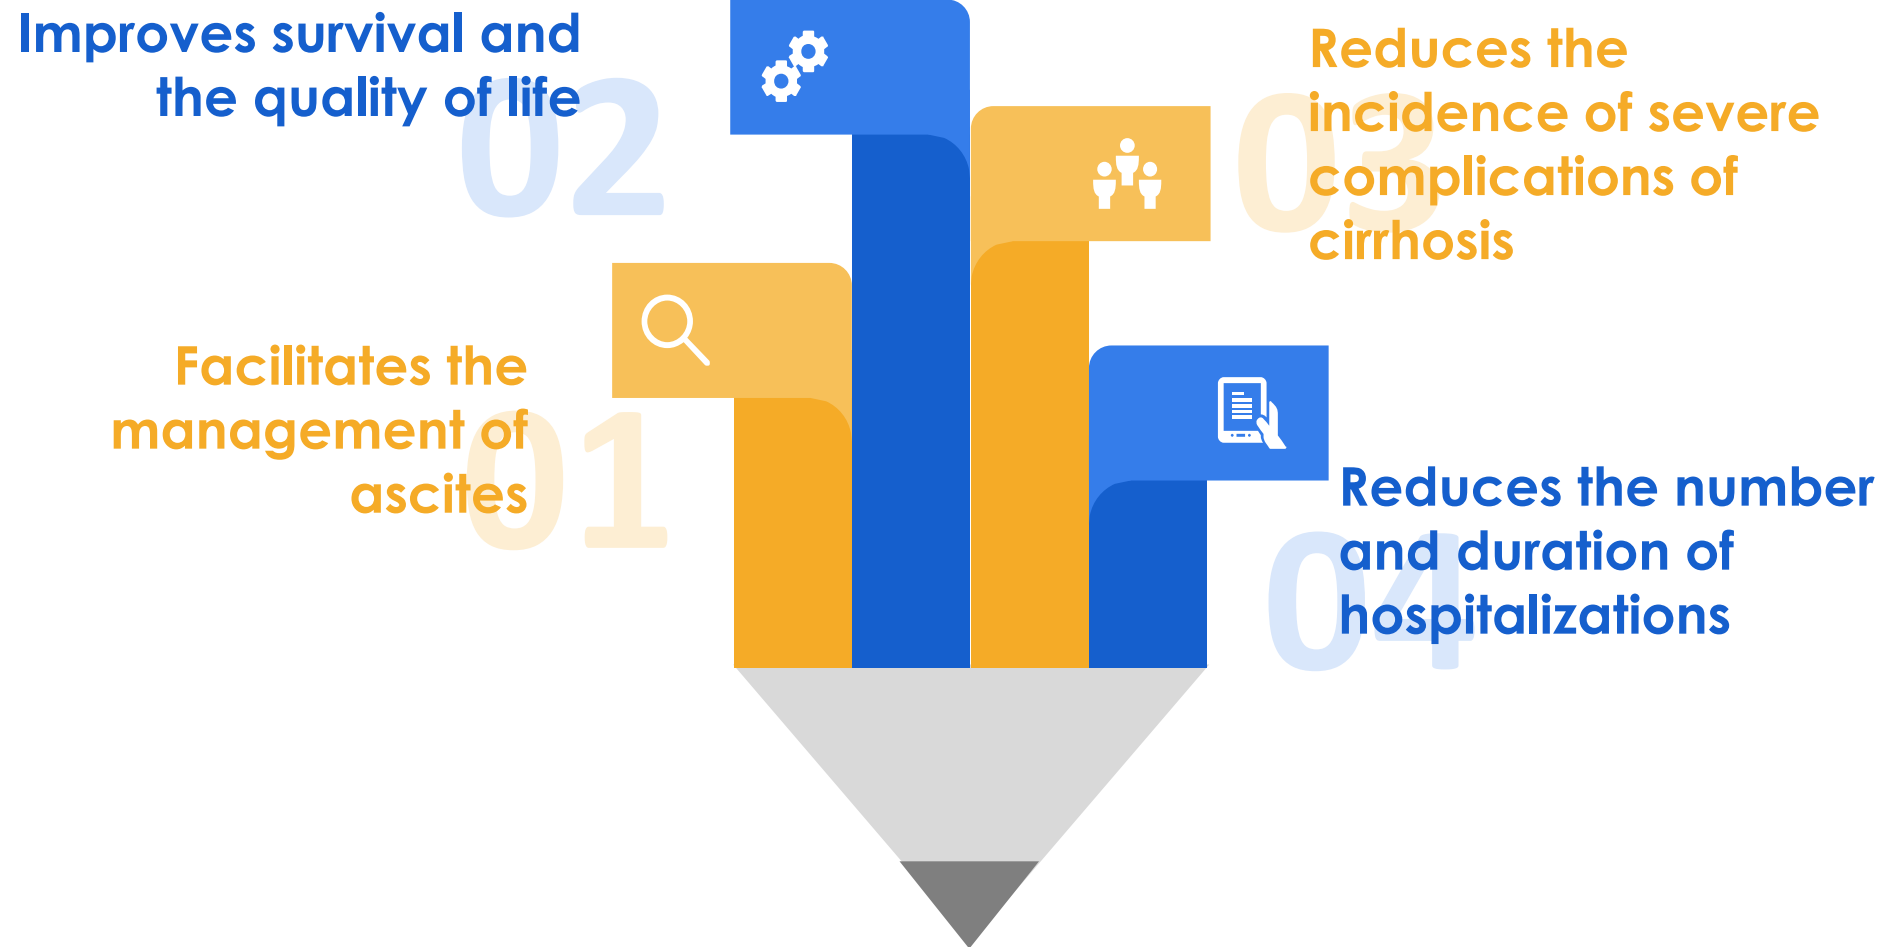 Improves survival and
the quality of life
02
Facilitates the
management of
ascites
01
Reduces the
incidence of severe
complications of
cirrhosis
03
Reduces the number
and duration of
hospitalizations
04